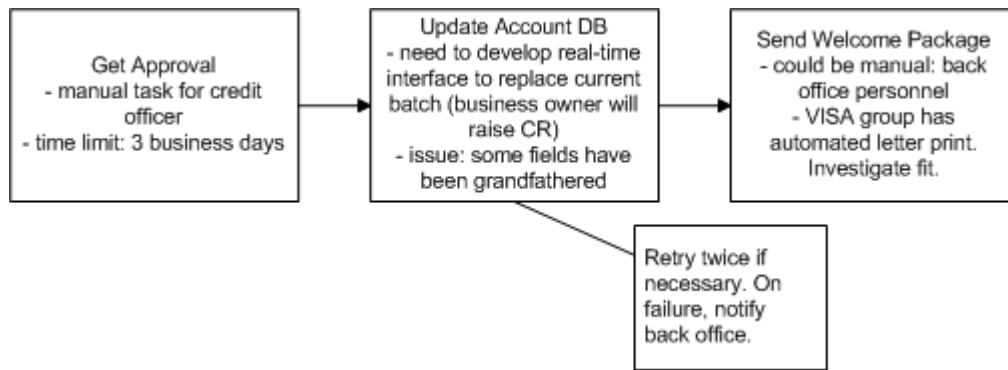 Get Approval
- manual task for credit
officer
- time limit: 3 business days
Update Account DB
- need to develop real-time
interface to replace current
batch (business owner will
raise CR)
- issue: some fields have
been grandfathered
Send Welcome Package
- could be manual: back
office personnel
- VISA group has
automated letter print.
Investigate fit.
Retry twice if
necessary. On
failure, notify
back office.